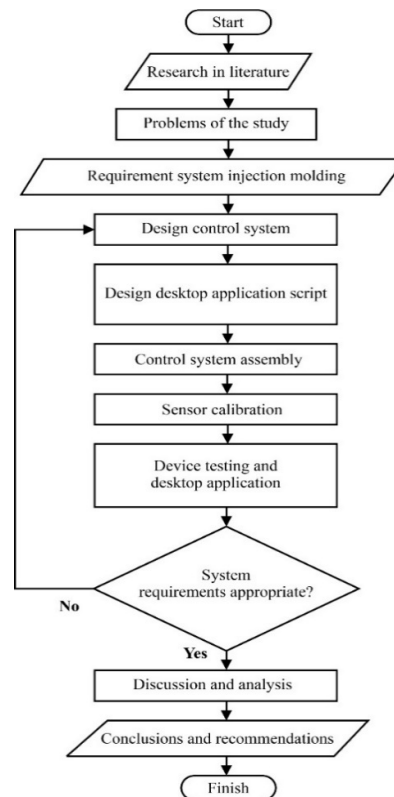 Start
Research in literature
Problems of the study
Requirement system injection molding
Design control system
Design desktop application script
Control system assembly
Sensor calibration
Device testing and
desktop application
System
requirements appropriate?
No
Yes
Discussion and analysis
Conclusions and recommendations
Finish